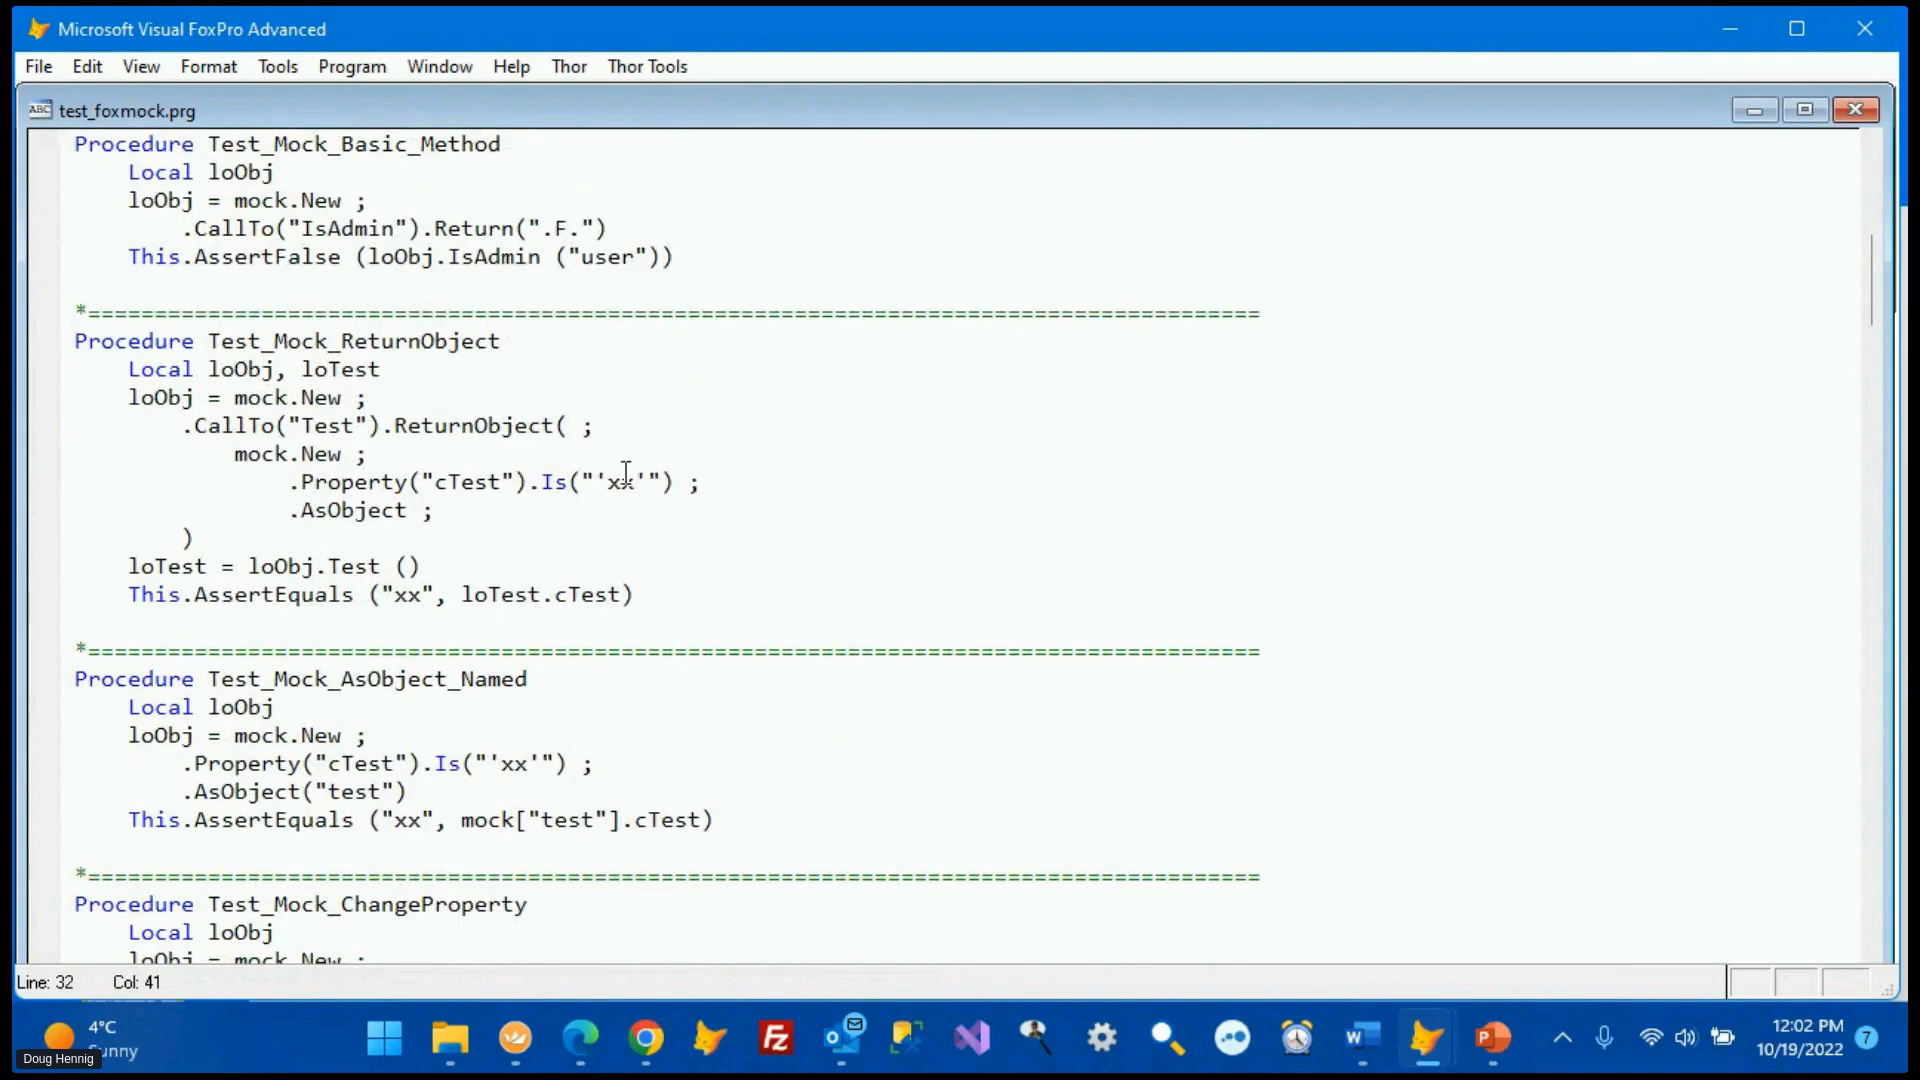 Microsoft Visual FoxPro Advanced
File Edit View Format Tools Program Window Help Thor Thor Tools
ABC test_foxmock.prg
Procedure Test_Mock_Basic_Method
Local loObj
loObj = mock.New ;
.CallTo("IsAdmin").Return(".F.")
This.AssertFalse (loObj.IsAdmin ("user"))
*========================================================================================
Procedure Test_Mock_ReturnObject
Local loObj, loTest
loObj = mock.New ;
.CallTo("Test").ReturnObject( ;
mock.New ;
.Property("cTest").Is("'xx'") ;
.AsObject ;
)
loTest = loObj.Test ()
This.AssertEquals ("xx", loTest.cTest)
*========================================================================================
Procedure Test_Mock_AsObject_Named
Local loObj
loObj = mock.New ;
.Property("cTest").Is("'xx'") ;
.AsObject("test")
This.AssertEquals ("xx", mock["test"].cTest)
*========================================================================================
Procedure Test_Mock_ChangeProperty
Local loObj
loObj = mock.New ;
Line: 32 Col: 41
4°C
Sunny
Doug Hennig
12:02 PM
10/19/2022
7